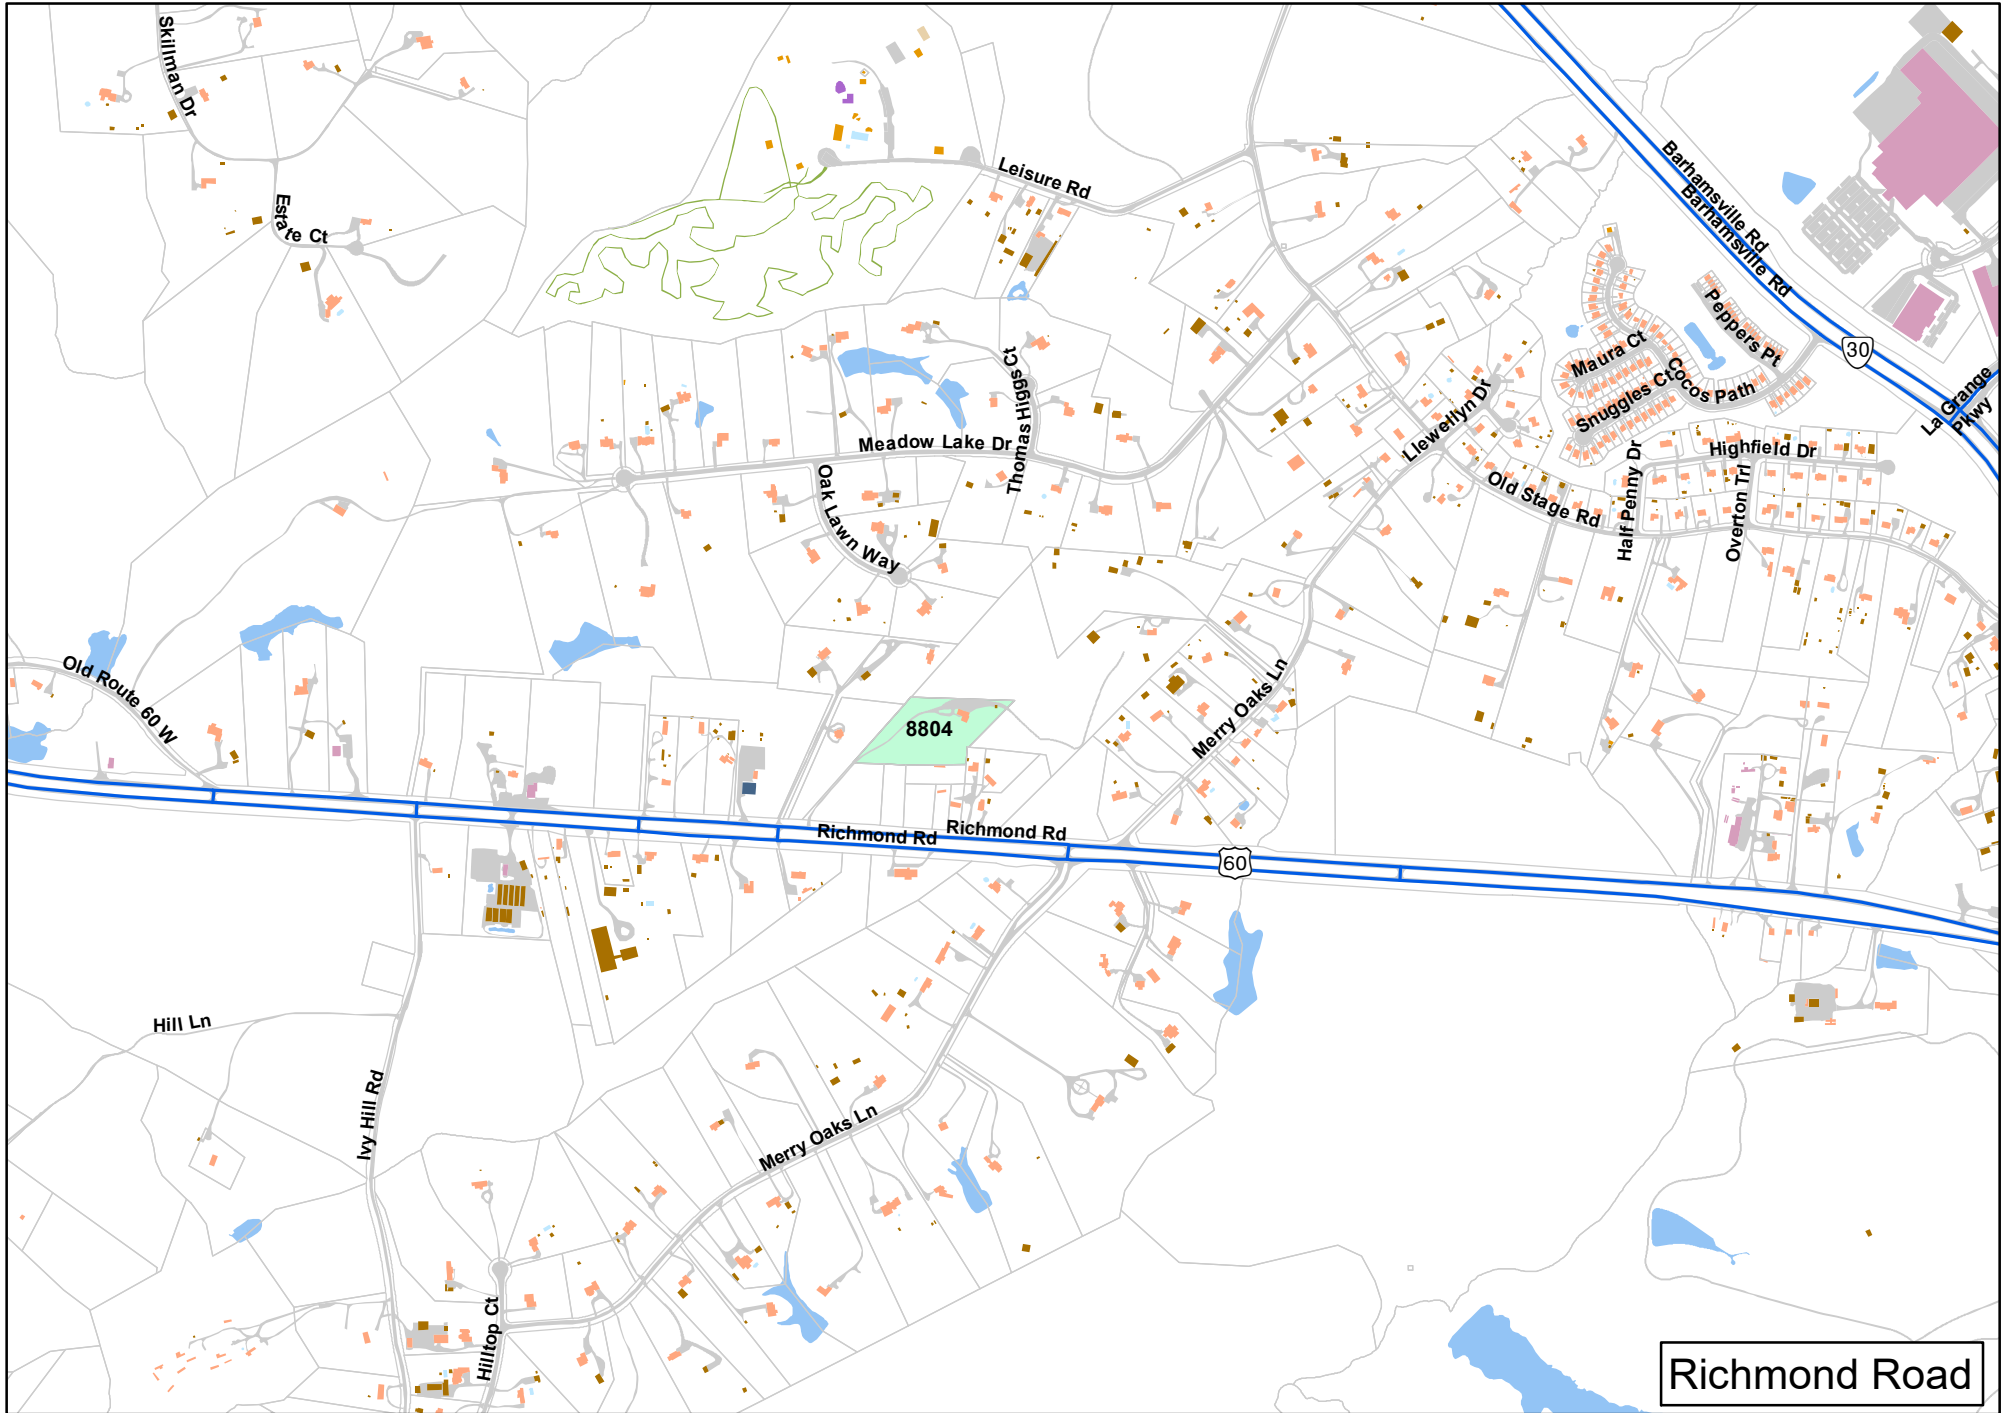 Skillman Dr
Estate Ct
Leisure Rd
Barhamsville Rd
Barhamsville Rd
30
La Grange
Pkwy
Peppers Pt
Maura Ct
Cocos Path
Snuggles Ct
Llewellyn Dr
Thomas Higgs Ct
Meadow Lake Dr
Oak Lawn Way
Highfield Dr
Half Penny Dr
Overton Trl
Old Stage Rd
Old Route 60 W
8804
Merry Oaks Ln
Richmond Rd
Richmond Rd
60
Hill Ln
Ivy Hill Rd
Merry Oaks Ln
Hilltop Ct
Richmond Road